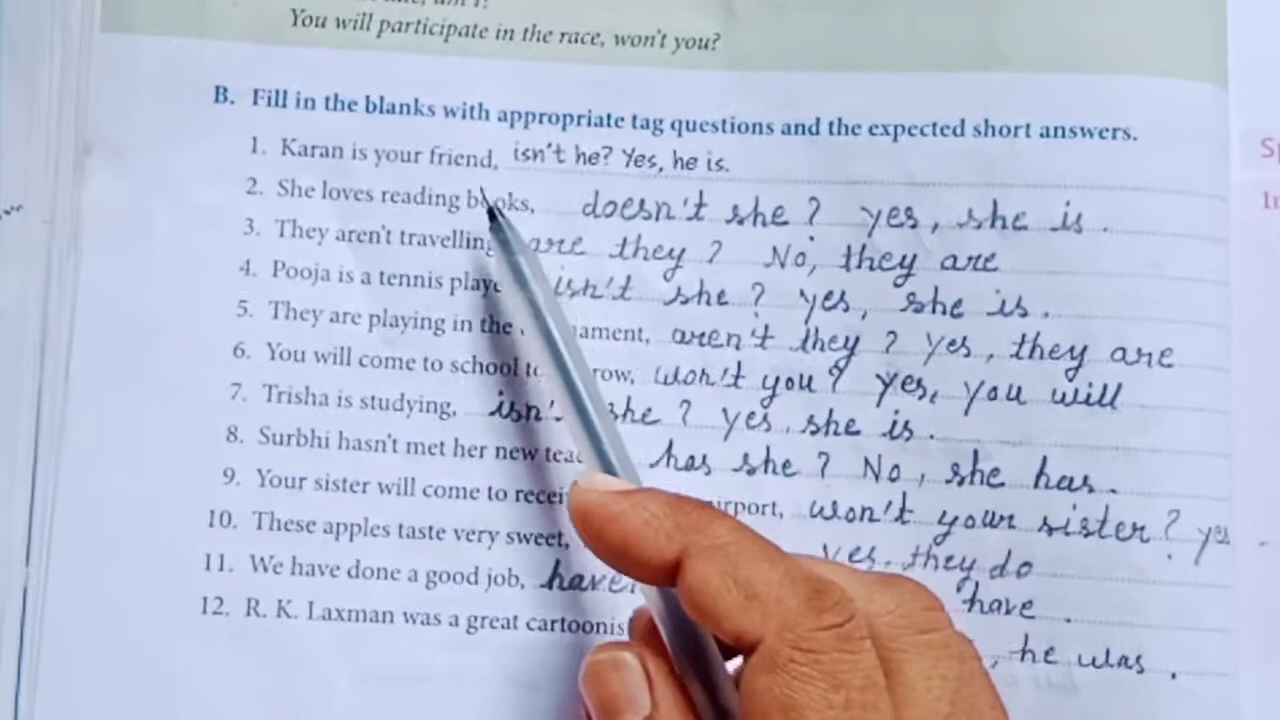 You will participate in the race, won't you?
B. Fill in the blanks with appropriate tag questions and the expected short answers.
1. Karan is your friend, isn't he? Yes, he is.
2. She loves reading books, doesn't she? yes, she is.
3. They aren't travelling are they? No, they are
4. Pooja is a tennis isn't she? yes, she is.
5. They are playing in the aren't they? yes, they are
6. You will come to school won't you? yes, you will
7. Trisha is studying, she? yes, she is.
8. Surbhi hasn't met her new has she? No, she has.
9. Your sister will come to won't your sister? yes
10. These apples taste very sweet, yes, they do
11. We have done a good job, have.
12. R. K. Laxman was a great , he was.